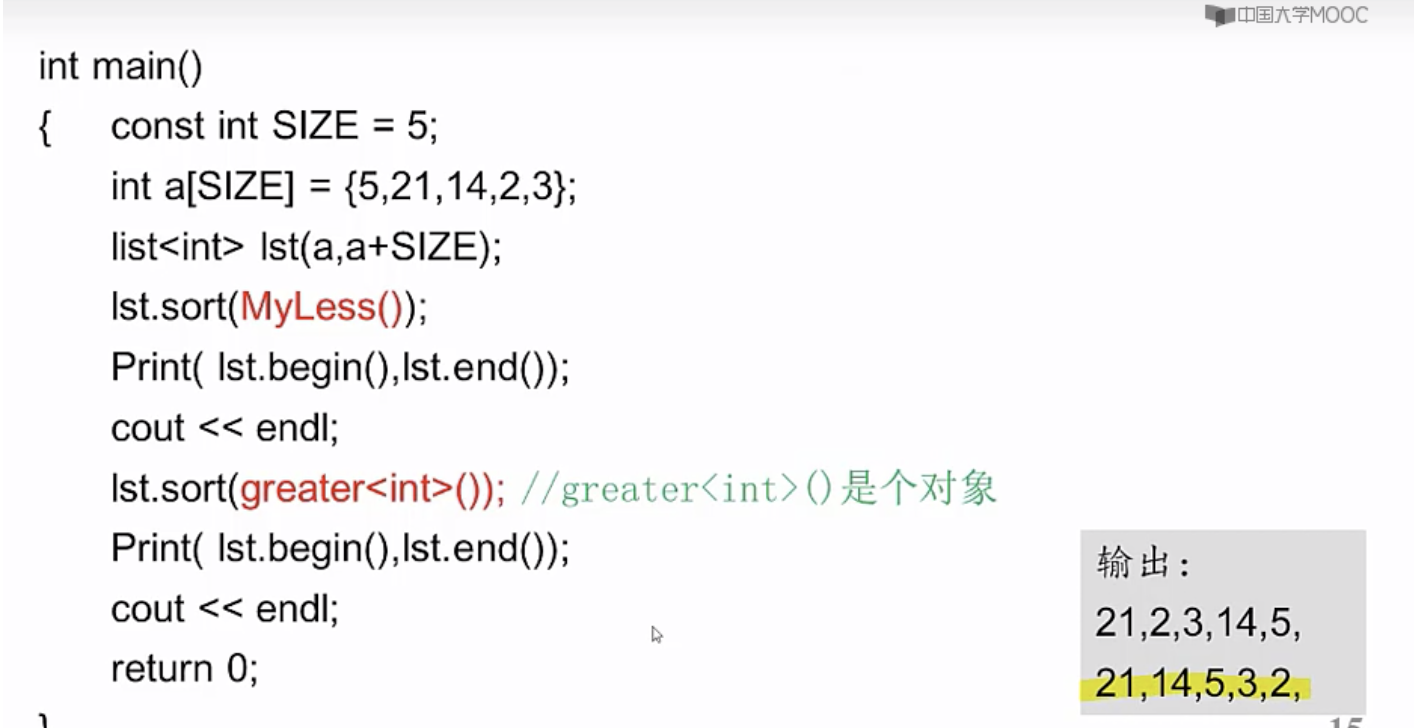 中国大学MOOC
int main()
{ const int SIZE = 5;
int a[SIZE] = {5,21,14,2,3};
list<int> lst(a,a+SIZE);
lst.sort(MyLess());
Print( lst.begin(),lst.end());
cout << endl;
lst.sort(greater<int>()); //greater<int>()是个对象
Print( lst.begin(),lst.end());
cout << endl;
return 0;
}
输出:
21,2,3,14,5,
21,14,5,3,2,
15